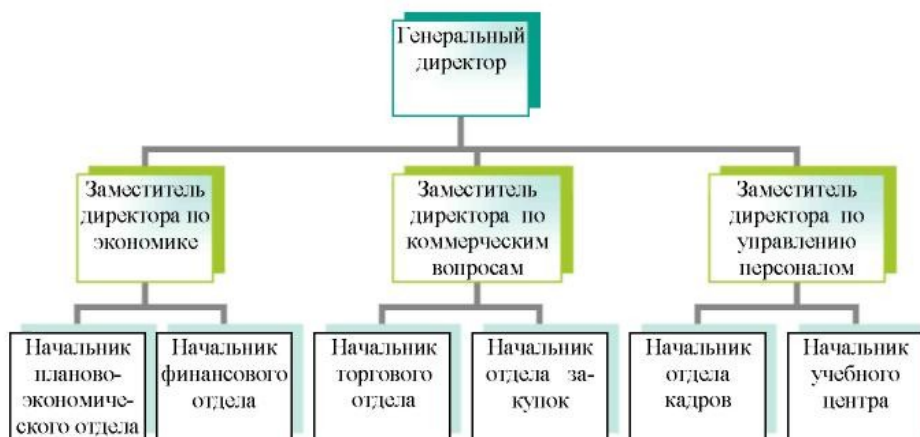 Генеральный
директор
Заместитель
директора по
экономике
Заместитель
директора по
коммерческим
вопросам
Заместитель
директора по
управлению
персоналом
Начальник
планово-
экономиче-
ского отдела
Начальник
финансового
отдела
Начальник
торгового
отдела
Начальник
отдела за-
купок
Начальник
отдела
кадров
Начальник
учебного
центра